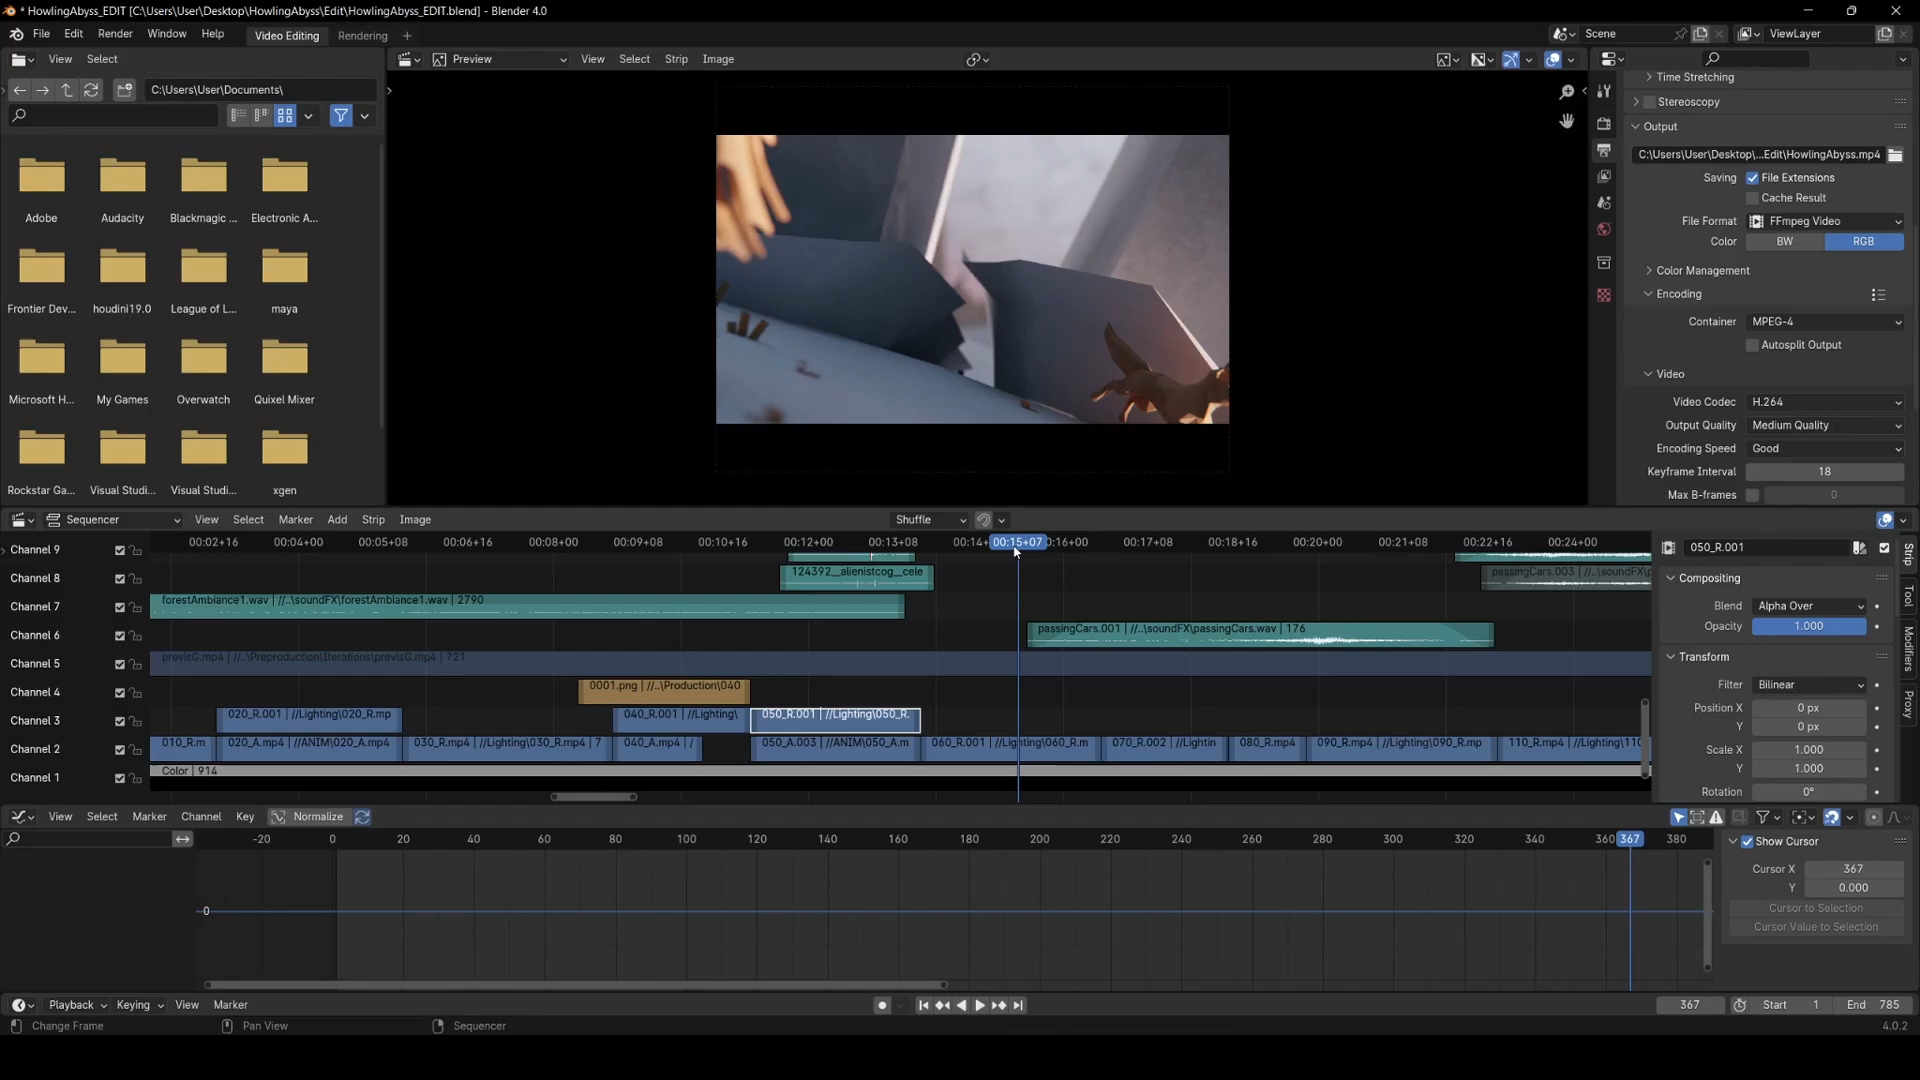 * HowlingAbyss_EDIT [C:\Users\User\Desktop\HowlingAbyss\Edit\HowlingAbyss_EDIT.blend] - Blender 4.0
File Edit Render Window Help Video Editing Rendering + Scene ViewLayer
View Select
Preview View Select Strip Image
C:\Users\User\Documents\
Adobe Audacity Blackmagic ... Electronic A...
Frontier Dev... houdini19.0 League of L... maya
Microsoft H... My Games Overwatch Quixel Mixer
Rockstar Ga... Visual Studi... Visual Studi... xgen
Time Stretching
Stereoscopy
Output
C:\Users\User\Desktop\...Edit\HowlingAbyss.mp4
Saving File Extensions
Cache Result
File Format FFmpeg Video
Color BW RGB
Color Management
Encoding
Container MPEG-4
Autosplit Output
Video
Video Codec H.264
Output Quality Medium Quality
Encoding Speed Good
Keyframe Interval 18
Max B-frames 0
Sequencer View Select Marker Add Strip Image Shuffle
00:02+16 00:04+00 00:05+08 00:06+16 00:08+00 00:09+08 00:10+16 00:12+00 00:13+08 00:14+ 00:15+07 0:16+00 00:17+08 00:18+16 00:20+00 00:21+08 00:22+16 00:24+00
Channel 9
Channel 8 124392__alienistcog__cele passingCars.003 | //..\soundFX\p
Channel 7 forestAmbiance1.wav | //..\soundFX\forestAmbiance1.wav | 2790
Channel 6 passingCars.001 | //..\soundFX\passingCars.wav | 176
Channel 5 previsG.mp4 | //..\Preproduction\Iterations\previsG.mp4 | 721
Channel 4 0001.png | //..\Production\040
Channel 3 020_R.001 | //Lighting\020_R.mp 040_R.001 | //Lighting\ 050_R.001 | //Lighting\050_R.
Channel 2 010_R.m 020_A.mp4 | //ANIM\020_A.mp4 030_R.mp4 | //Lighting\030_R.mp4 | 7 040_A.mp4 | / 050_A.003 | //ANIM\050_A.m 060_R.001 | //Lighting\060_R.m 070_R.002 | //Lightin 080_R.mp4 090_R.mp4 | //Lighting\090_R.mp 110_R.mp4 | //Lighting\110
Channel 1 Color | 914
050_R.001
Compositing
Blend Alpha Over
Opacity 1.000
Transform
Filter Bilinear
Position X 0 px
Y 0 px
Scale X 1.000
Y 1.000
Rotation 0°
Strip
Tool
Modifiers
Proxy
View Select Marker Channel Key Normalize
-20 0 20 40 60 80 100 120 140 160 180 200 220 240 260 280 300 320 340 360 367 380
0
Show Cursor
Cursor X 367
Y 0.000
Cursor to Selection
Cursor Value to Selection
Playback Keying View Marker 367 Start 1 End 785
Change Frame Pan View Sequencer 4.0.2